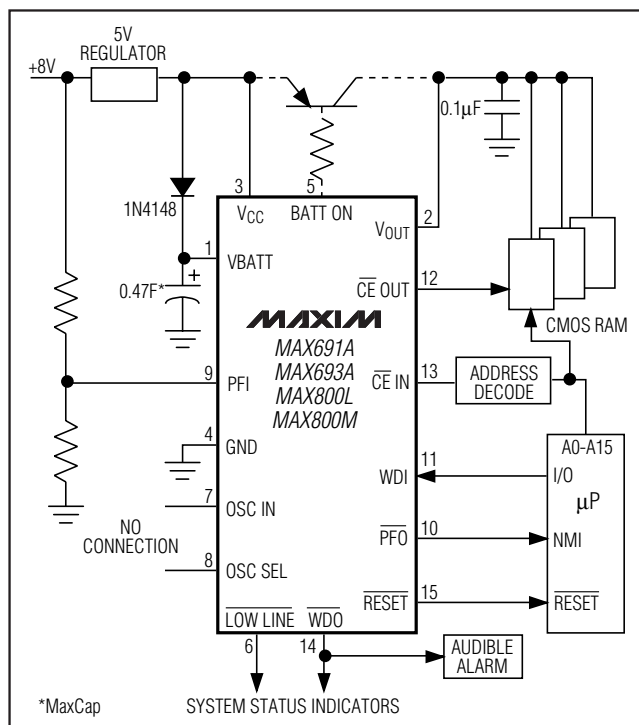 5V
REGULATOR
+8V
0.1µF
3
5
1N4148
VCC
BATT ON
2
VOUT
1
VBATT
12
0.47F*
+
CE OUT
MAXIM
CMOS RAM
MAX691A
MAX693A
13
ADDRESS
DECODE
9
PFI
CE IN
MAX800L
MAX800M
A0-A15
4
GND
11
I/O
WDI
µP
7
OSC IN
NO
CONNECTION
10
PFO
NMI
8
OSC SEL
15
RESET
RESET
LOW LINE
WDO
6
14
AUDIBLE
ALARM
*MaxCap
SYSTEM STATUS INDICATORS